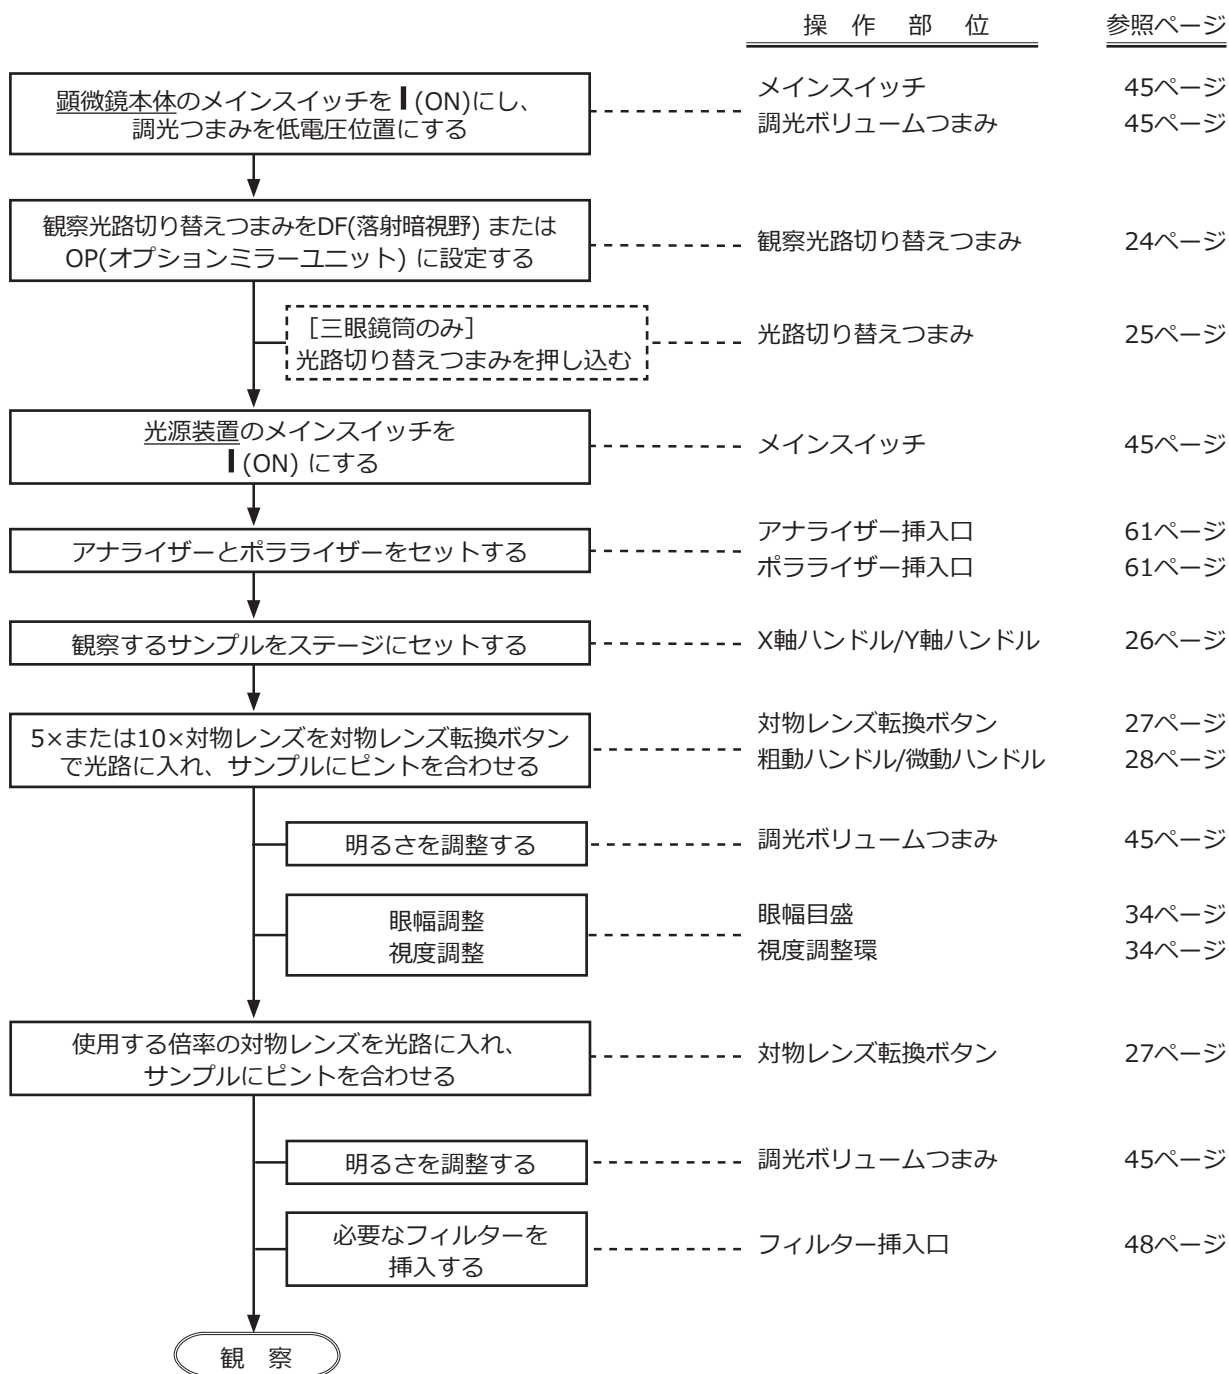 操 作 部 位 参照ページ
顕微鏡本体のメインスイッチを ┃(ON)にし、
調光つまみを低電圧位置にする
メインスイッチ 45ページ
調光ボリュームつまみ 45ページ
観察光路切り替えつまみをDF(落射暗視野) または
OP(オプションミラーユニット) に設定する
観察光路切り替えつまみ 24ページ
［三眼鏡筒のみ］
光路切り替えつまみを押し込む
光路切り替えつまみ 25ページ
光源装置のメインスイッチを
┃(ON) にする
メインスイッチ 45ページ
アナライザーとポラライザーをセットする
アナライザー挿入口 61ページ
ポラライザー挿入口 61ページ
観察するサンプルをステージにセットする
X軸ハンドル/Y軸ハンドル 26ページ
5×または10×対物レンズを対物レンズ転換ボタン
で光路に入れ、サンプルにピントを合わせる
対物レンズ転換ボタン 27ページ
粗動ハンドル/微動ハンドル 28ページ
明るさを調整する
調光ボリュームつまみ 45ページ
眼幅調整
視度調整
眼幅目盛 34ページ
視度調整環 34ページ
使用する倍率の対物レンズを光路に入れ、
サンプルにピントを合わせる
対物レンズ転換ボタン 27ページ
明るさを調整する
調光ボリュームつまみ 45ページ
必要なフィルターを
挿入する
フィルター挿入口 48ページ
観 察